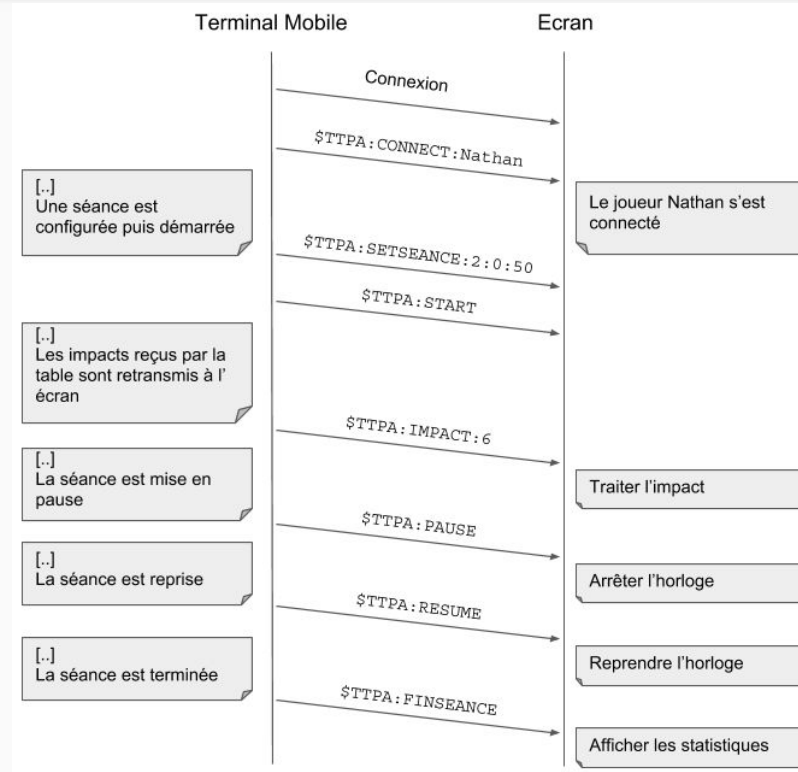 Terminal Mobile
Ecran
Connexion
$TTPA:CONNECT:Nathan
[..]
Une séance est
configurée puis démarrée
Le joueur Nathan s’est
connecté
$TTPA:SETSEANCE:2:0:50
$TTPA:START
[..]
Les impacts reçus par la
table sont retransmis à l’
écran
$TTPA:IMPACT:6
[..]
La séance est mise en
pause
Traiter l’impact
$TTPA:PAUSE
[..]
La séance est reprise
Arrêter l’horloge
$TTPA:RESUME
[..]
La séance est terminée
Reprendre l’horloge
$TTPA:FINSEANCE
Afficher les statistiques